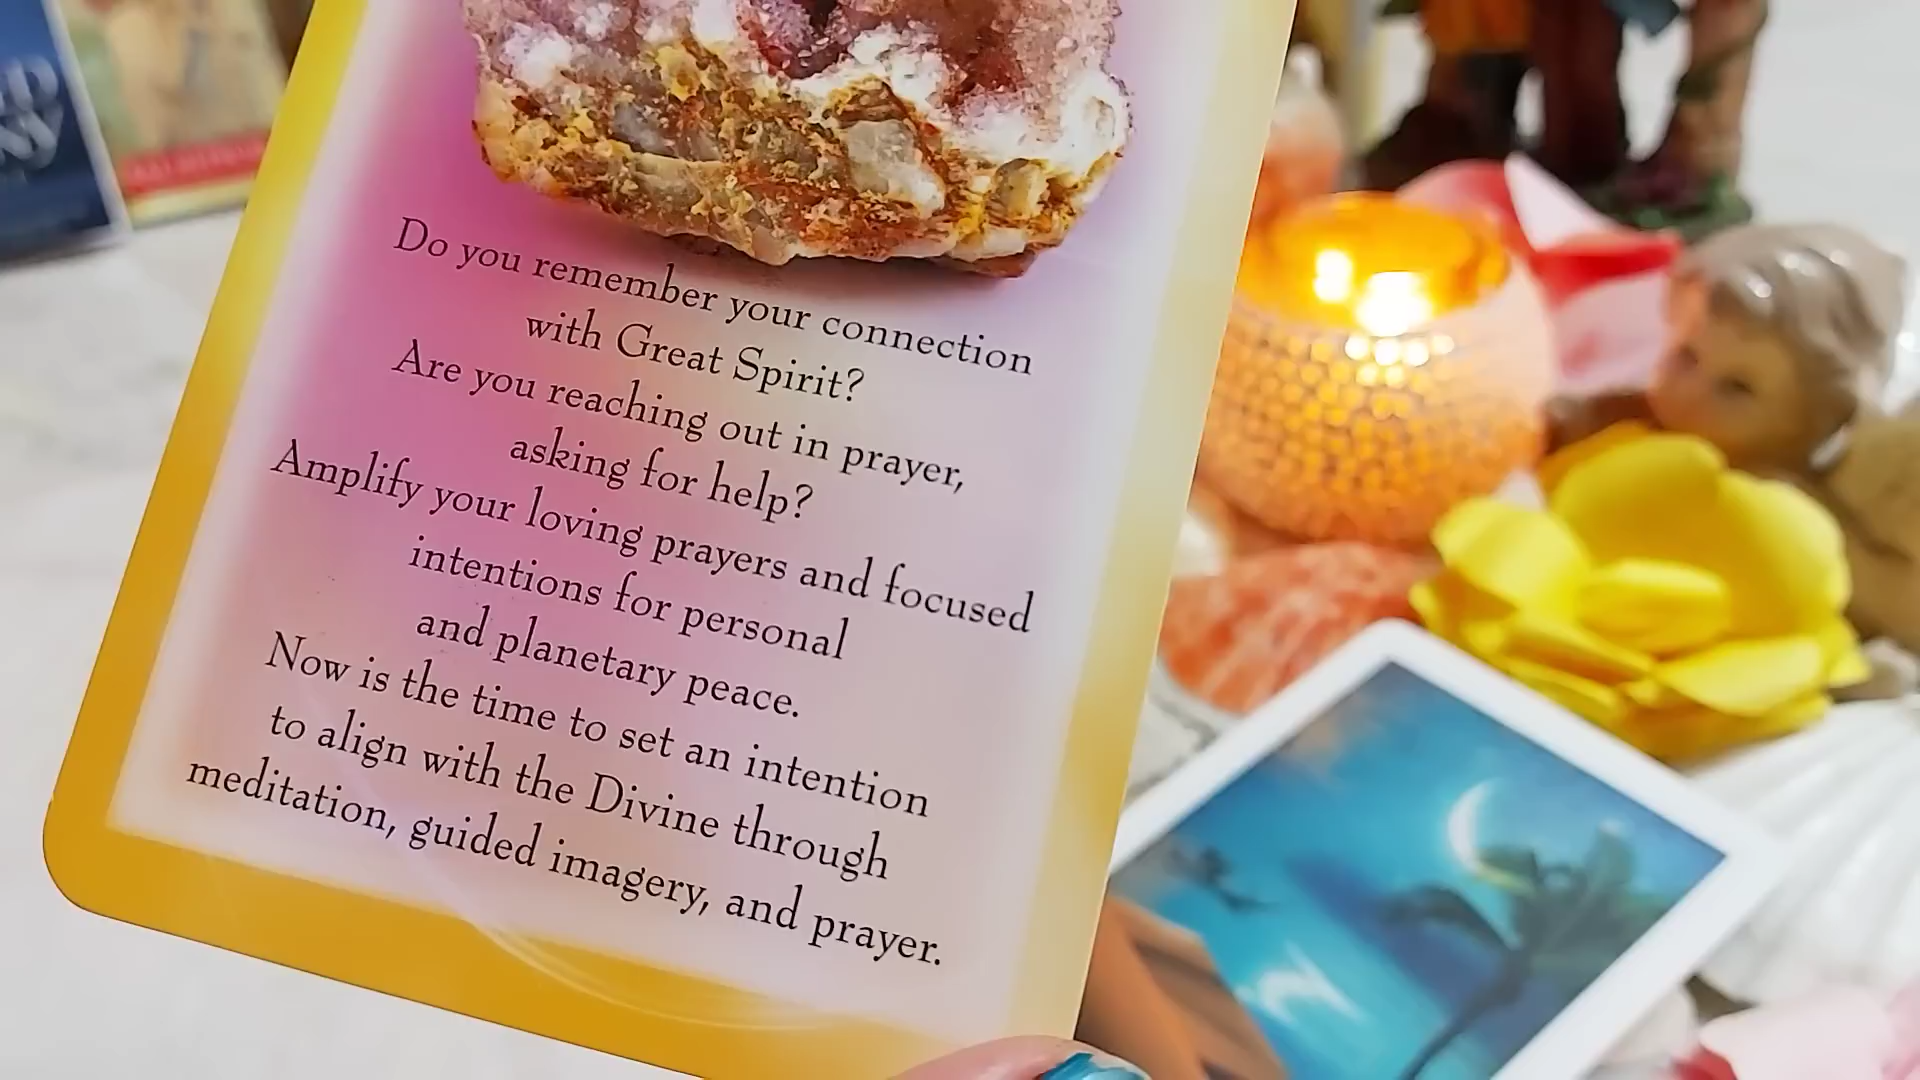 Do you remember your connection
with Great Spirit?
Are you reaching out in prayer,
asking for help?
Amplify your loving prayers and focused
intentions for personal
and planetary peace.
Now is the time to set an intention
to align with the Divine through
meditation, guided imagery, and prayer.